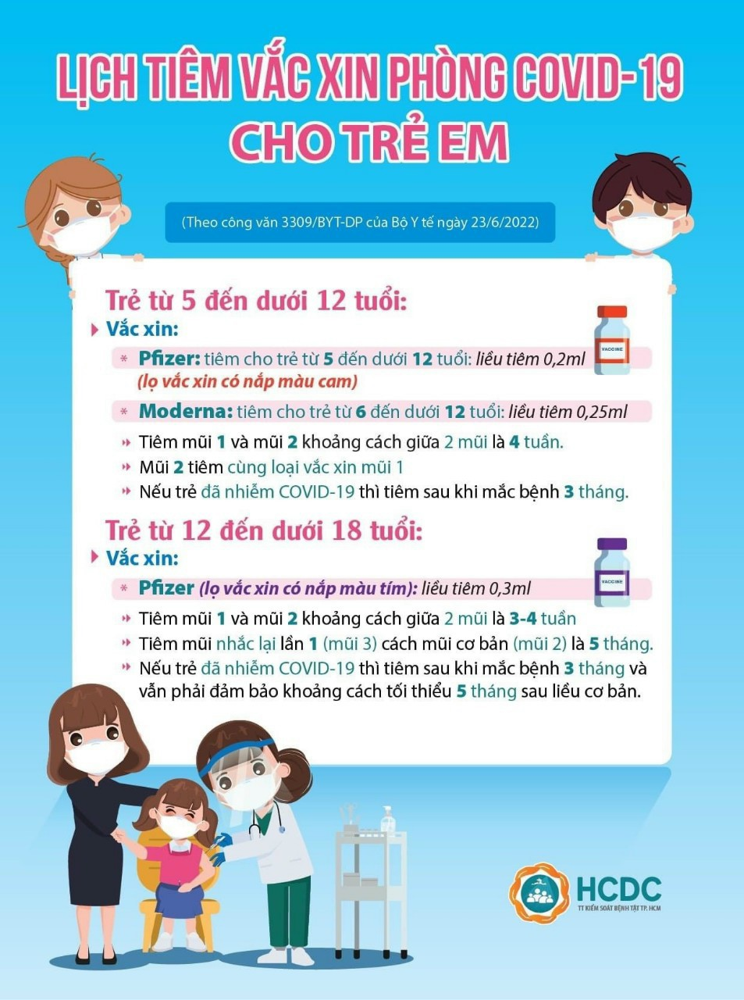 LỊCH TIÊM VẮC XIN PHÒNG COVID-19
CHO TRẺ EM
(Theo công văn 3309/BYT-DP của Bộ Y tế ngày 23/6/2022)
Trẻ từ 5 đến dưới 12 tuổi:
Vắc xin:
* Pfizer: tiêm cho trẻ từ 5 đến dưới 12 tuổi: liều tiêm 0,2ml
(lọ vắc xin có nắp màu cam)
VACCINE
* Moderna: tiêm cho trẻ từ 6 đến dưới 12 tuổi: liều tiêm 0,25ml
Tiêm mũi 1 và mũi 2 khoảng cách giữa 2 mũi là 4 tuần.
Mũi 2 tiêm cùng loại vắc xin mũi 1
Nếu trẻ đã nhiễm COVID-19 thì tiêm sau khi mắc bệnh 3 tháng.
Trẻ từ 12 đến dưới 18 tuổi:
Vắc xin:
* Pfizer (lọ vắc xin có nắp màu tím): liều tiêm 0,3ml
VACCINE
Tiêm mũi 1 và mũi 2 khoảng cách giữa 2 mũi là 3-4 tuần
Tiêm mũi nhắc lại lần 1 (mũi 3) cách mũi cơ bản (mũi 2) là 5 tháng.
Nếu trẻ đã nhiễm COVID-19 thì tiêm sau khi mắc bệnh 3 tháng và
vẫn phải đảm bảo khoảng cách tối thiểu 5 tháng sau liều cơ bản.
HCDC
TT KIỂM SOÁT BỆNH TẬT TP. HCM